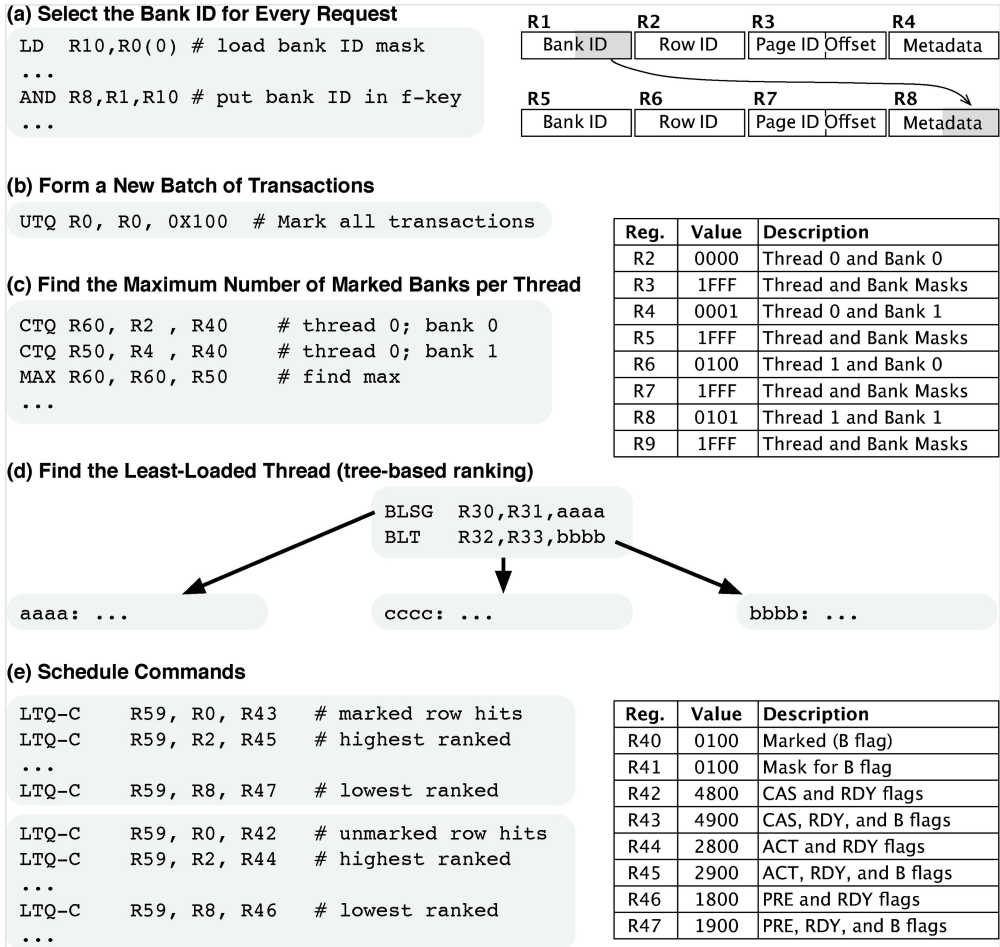 (a) Select the Bank ID for Every Request
LD R10,R0(0) # load bank ID mask
...
AND R8,R1,R10 # put bank ID in f-key
...
R1 R2 R3 R4
Bank ID Row ID Page ID Offset Metadata
R5 R6 R7 R8
Bank ID Row ID Page ID Offset Metadata
(b) Form a New Batch of Transactions
UTQ R0, R0, 0X100 # Mark all transactions
(c) Find the Maximum Number of Marked Banks per Thread
CTQ R60, R2 , R40 # thread 0; bank 0
CTQ R50, R4 , R40 # thread 0; bank 1
MAX R60, R60, R50 # find max
...
Reg. Value Description
R2 0000 Thread 0 and Bank 0
R3 1FFF Thread and Bank Masks
R4 0001 Thread 0 and Bank 1
R5 1FFF Thread and Bank Masks
R6 0100 Thread 1 and Bank 0
R7 1FFF Thread and Bank Masks
R8 0101 Thread 1 and Bank 1
R9 1FFF Thread and Bank Masks
(d) Find the Least-Loaded Thread (tree-based ranking)
BLSG R30,R31,aaaa
BLT R32,R33,bbbb
aaaa: ... cccc: ... bbbb: ...
(e) Schedule Commands
LTQ-C R59, R0, R43 # marked row hits
LTQ-C R59, R2, R45 # highest ranked
...
LTQ-C R59, R8, R47 # lowest ranked
LTQ-C R59, R0, R42 # unmarked row hits
LTQ-C R59, R2, R44 # highest ranked
...
LTQ-C R59, R8, R46 # lowest ranked
...
Reg. Value Description
R40 0100 Marked (B flag)
R41 0100 Mask for B flag
R42 4800 CAS and RDY flags
R43 4900 CAS, RDY, and B flags
R44 2800 ACT and RDY flags
R45 2900 ACT, RDY, and B flags
R46 1800 PRE and RDY flags
R47 1900 PRE, RDY, and B flags